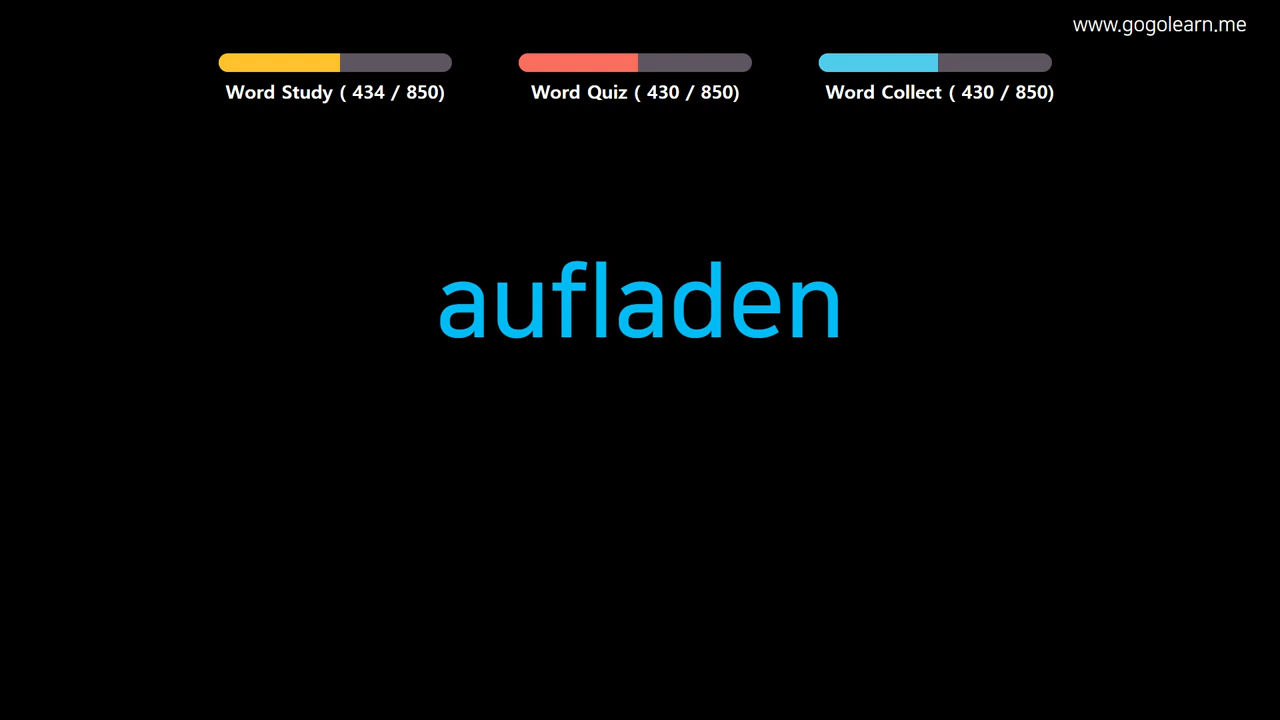 www.gogolearn.me
Word Study ( 434 / 850)
Word Quiz ( 430 / 850)
Word Collect ( 430 / 850)
aufladen